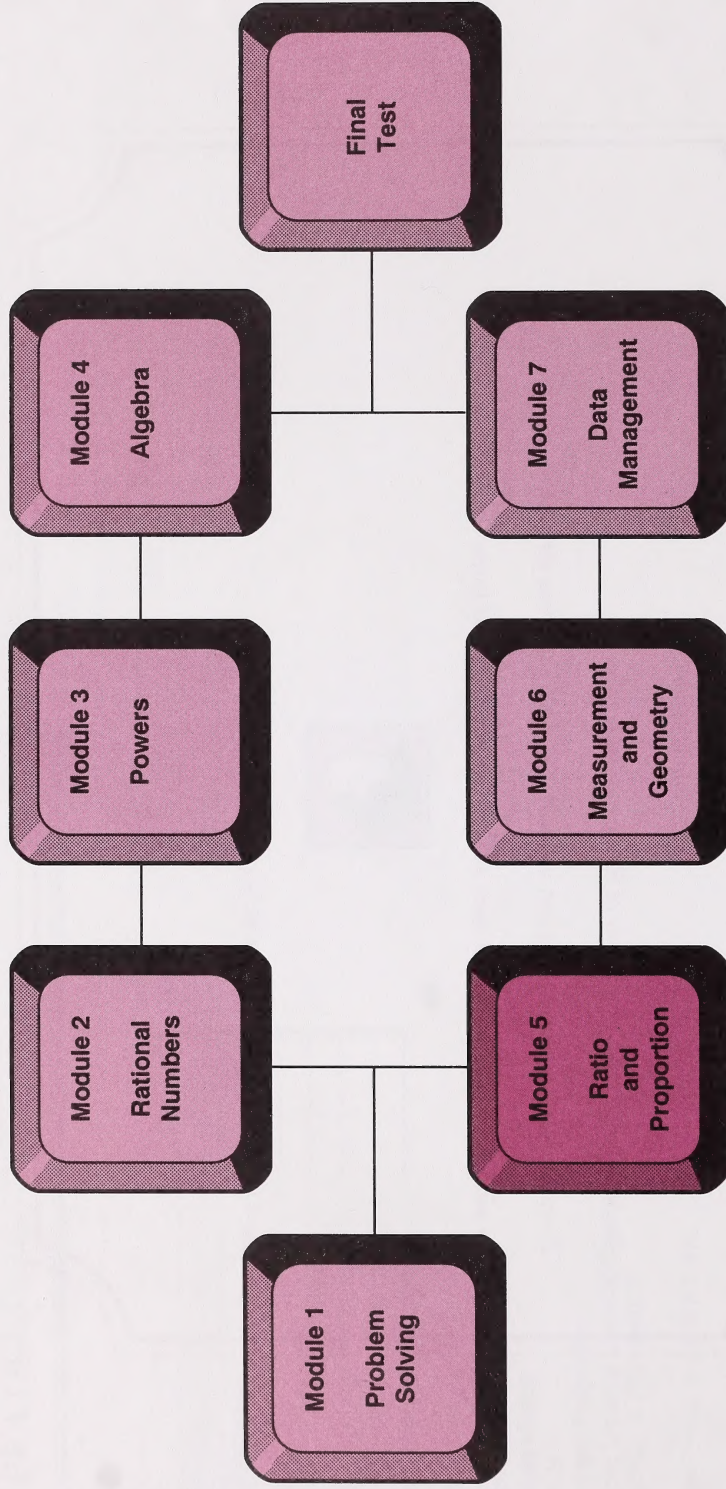 Module 1
Problem
Solving
Module 2
Rational
Numbers
Module 3
Powers
Module 4
Algebra
Module 5
Ratio
and
Proportion
Module 6
Measurement
and
Geometry
Module 7
Data
Management
Final
Test